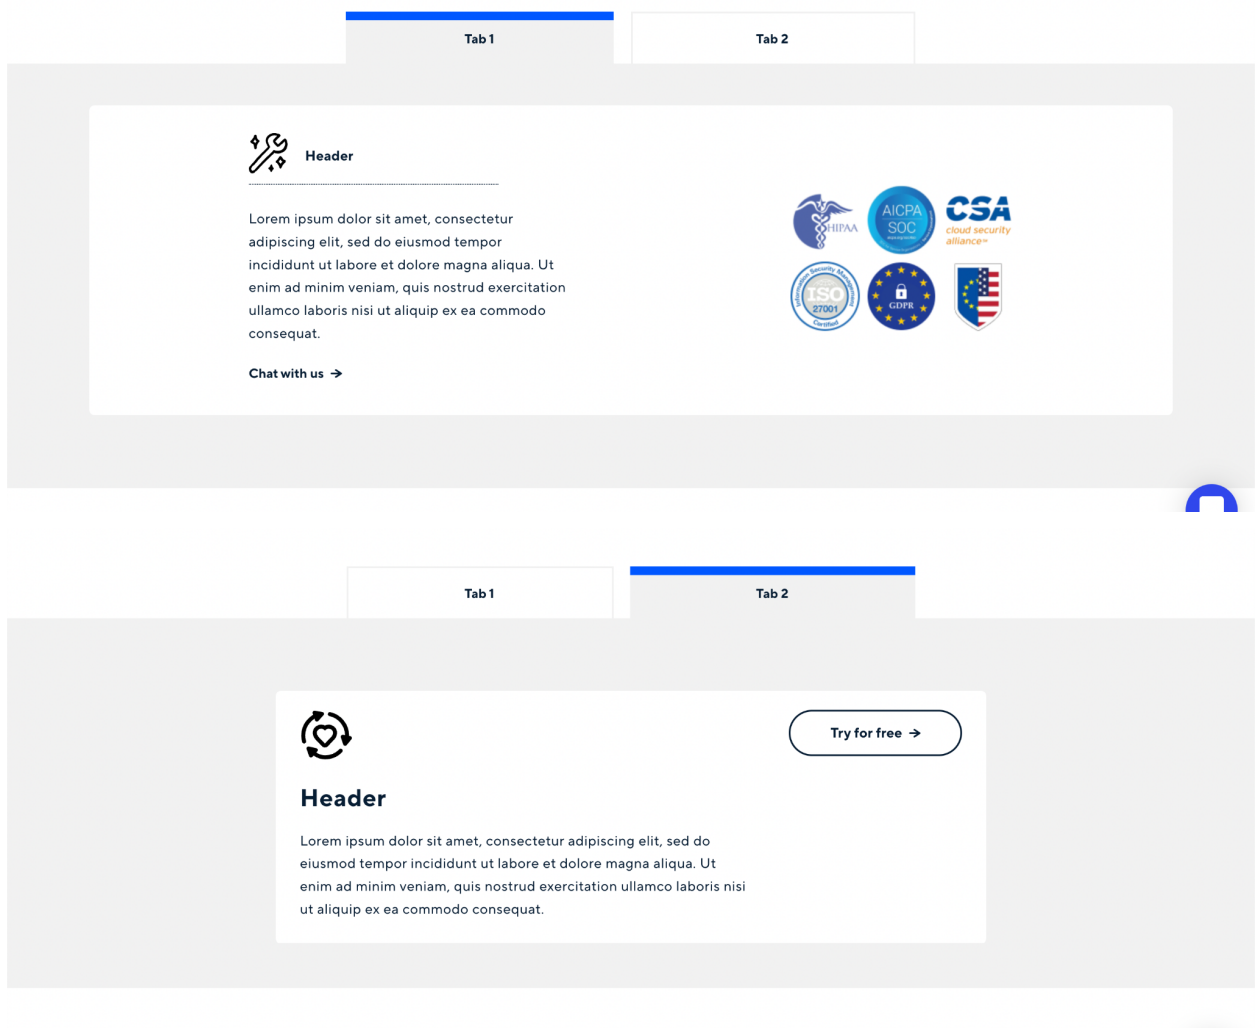 Tab 1
Tab 2
Header
Lorem ipsum dolor sit amet, consectetur
adipiscing elit, sed do eiusmod tempor
incididunt ut labore et dolore magna aliqua. Ut
enim ad minim veniam, quis nostrud exercitation
ullamco laboris nisi ut aliquip ex ea commodo
consequat.
Chat with us →
HIPAA
AICPA
SOC
CSA
cloud security
alliance
Information Security Management
ISO
27001
Certified
GDPR
Tab 1
Tab 2
Try for free →
Header
Lorem ipsum dolor sit amet, consectetur adipiscing elit, sed do
eiusmod tempor incididunt ut labore et dolore magna aliqua. Ut
enim ad minim veniam, quis nostrud exercitation ullamco laboris nisi
ut aliquip ex ea commodo consequat.